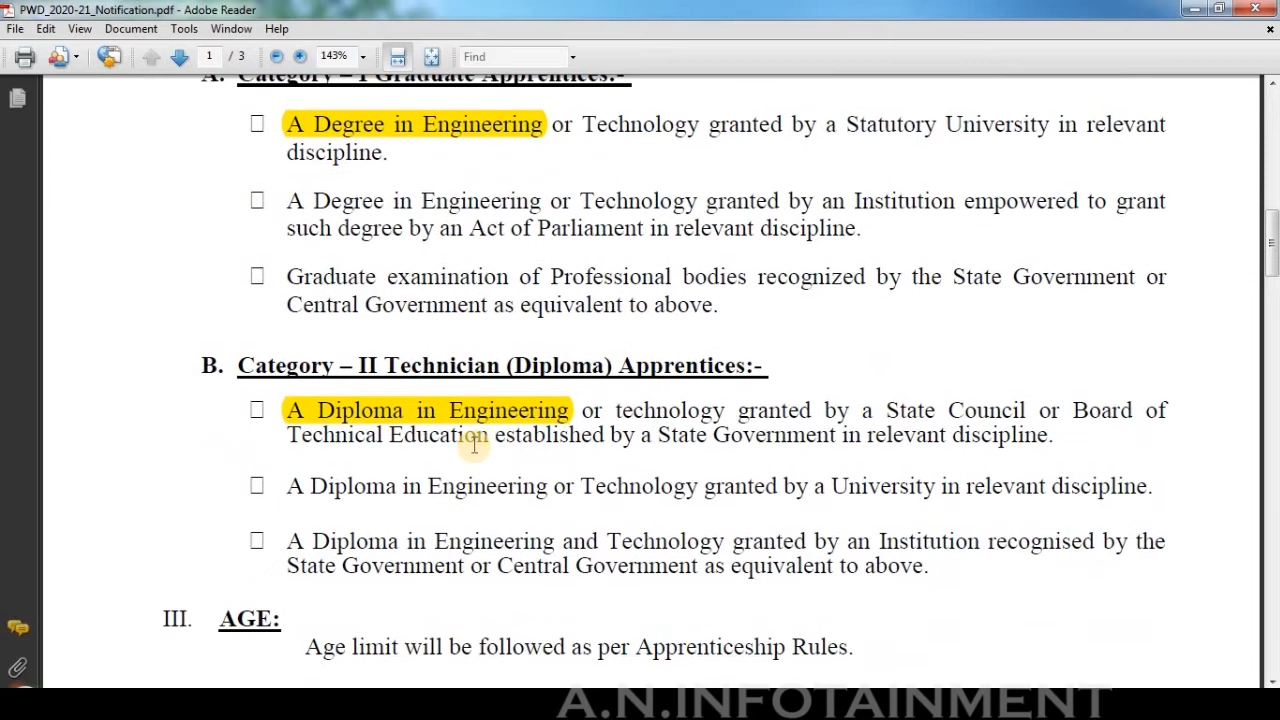 PWD_2020-21_Notification.pdf - Adobe Reader
File Edit View Document Tools Window Help
1 / 3 143% Find
A. Category – I Graduate Apprentices:-
A Degree in Engineering or Technology granted by a Statutory University in relevant
discipline.
A Degree in Engineering or Technology granted by an Institution empowered to grant
such degree by an Act of Parliament in relevant discipline.
Graduate examination of Professional bodies recognized by the State Government or
Central Government as equivalent to above.
B. Category – II Technician (Diploma) Apprentices:-
A Diploma in Engineering or technology granted by a State Council or Board of
Technical Education established by a State Government in relevant discipline.
A Diploma in Engineering or Technology granted by a University in relevant discipline.
A Diploma in Engineering and Technology granted by an Institution recognised by the
State Government or Central Government as equivalent to above.
III. AGE:
Age limit will be followed as per Apprenticeship Rules.
A.N.INFOTAINMENT